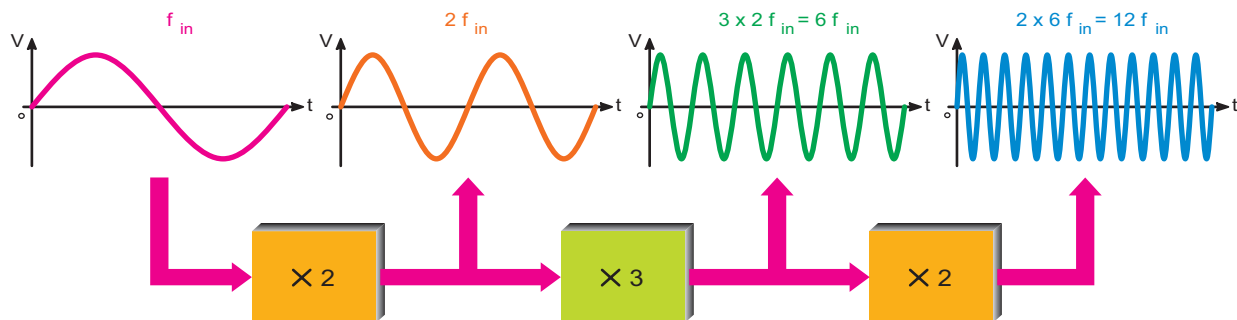 f in
2 f in
3 x 2 f in = 6 f in
2 x 6 f in = 12 f in
V
t
o
V
t
o
V
t
o
V
t
o
× 2
× 3
× 2